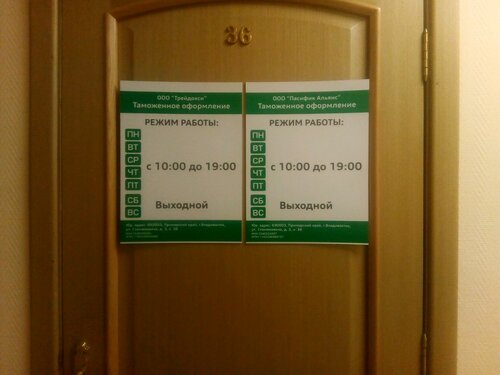 36
ООО "Трейдокси"
Таможенное оформление
РЕЖИМ РАБОТЫ:
ПН
ВТ
СР
ЧТ
ПТ
с 10:00 до 19:00
СБ
ВС
Выходной
ООО "Пасифик Альянс"
Таможенное оформление
РЕЖИМ РАБОТЫ:
ПН
ВТ
СР
ЧТ
ПТ
с 10:00 до 19:00
СБ
ВС
Выходной